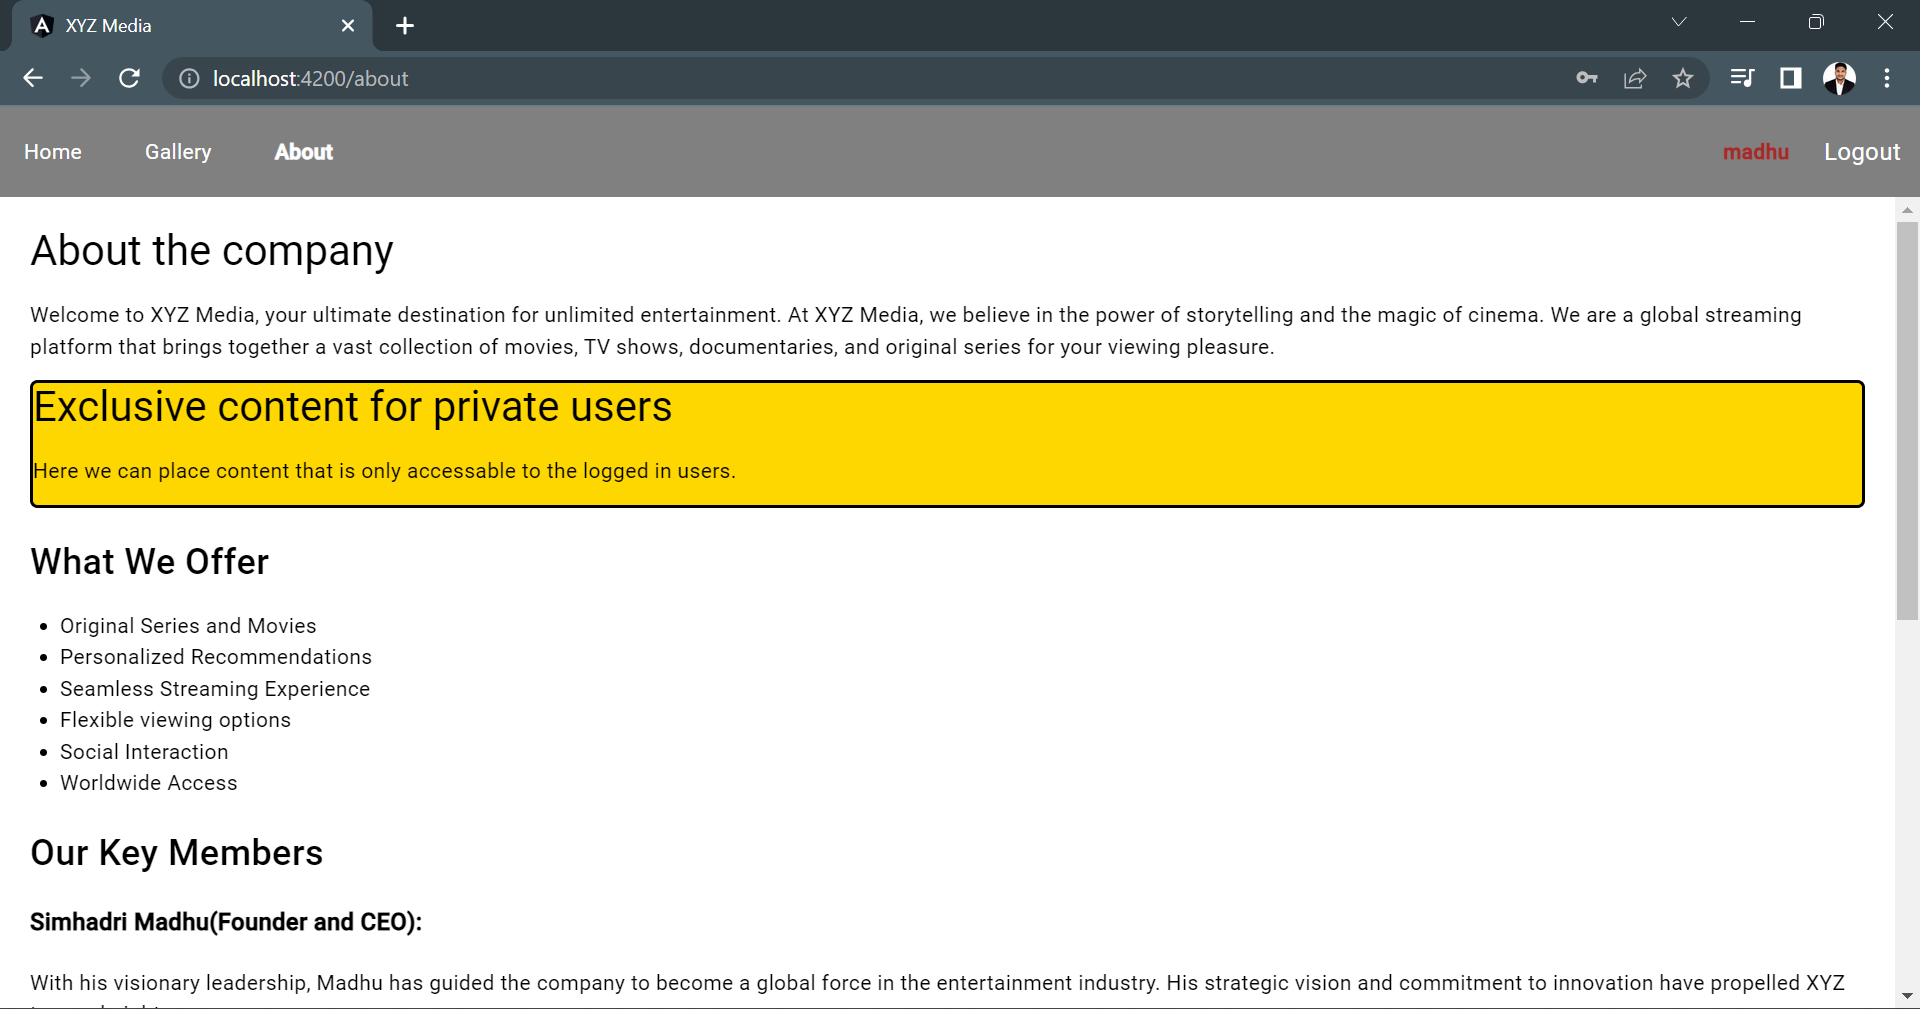 XYZ Media
localhost:4200/about
Home Gallery About madhu Logout
About the company
Welcome to XYZ Media, your ultimate destination for unlimited entertainment. At XYZ Media, we believe in the power of storytelling and the magic of cinema. We are a global streaming
platform that brings together a vast collection of movies, TV shows, documentaries, and original series for your viewing pleasure.
Exclusive content for private users
Here we can place content that is only accessable to the logged in users.
What We Offer
Original Series and Movies
Personalized Recommendations
Seamless Streaming Experience
Flexible viewing options
Social Interaction
Worldwide Access
Our Key Members
Simhadri Madhu(Founder and CEO):
With his visionary leadership, Madhu has guided the company to become a global force in the entertainment industry. His strategic vision and commitment to innovation have propelled XYZ